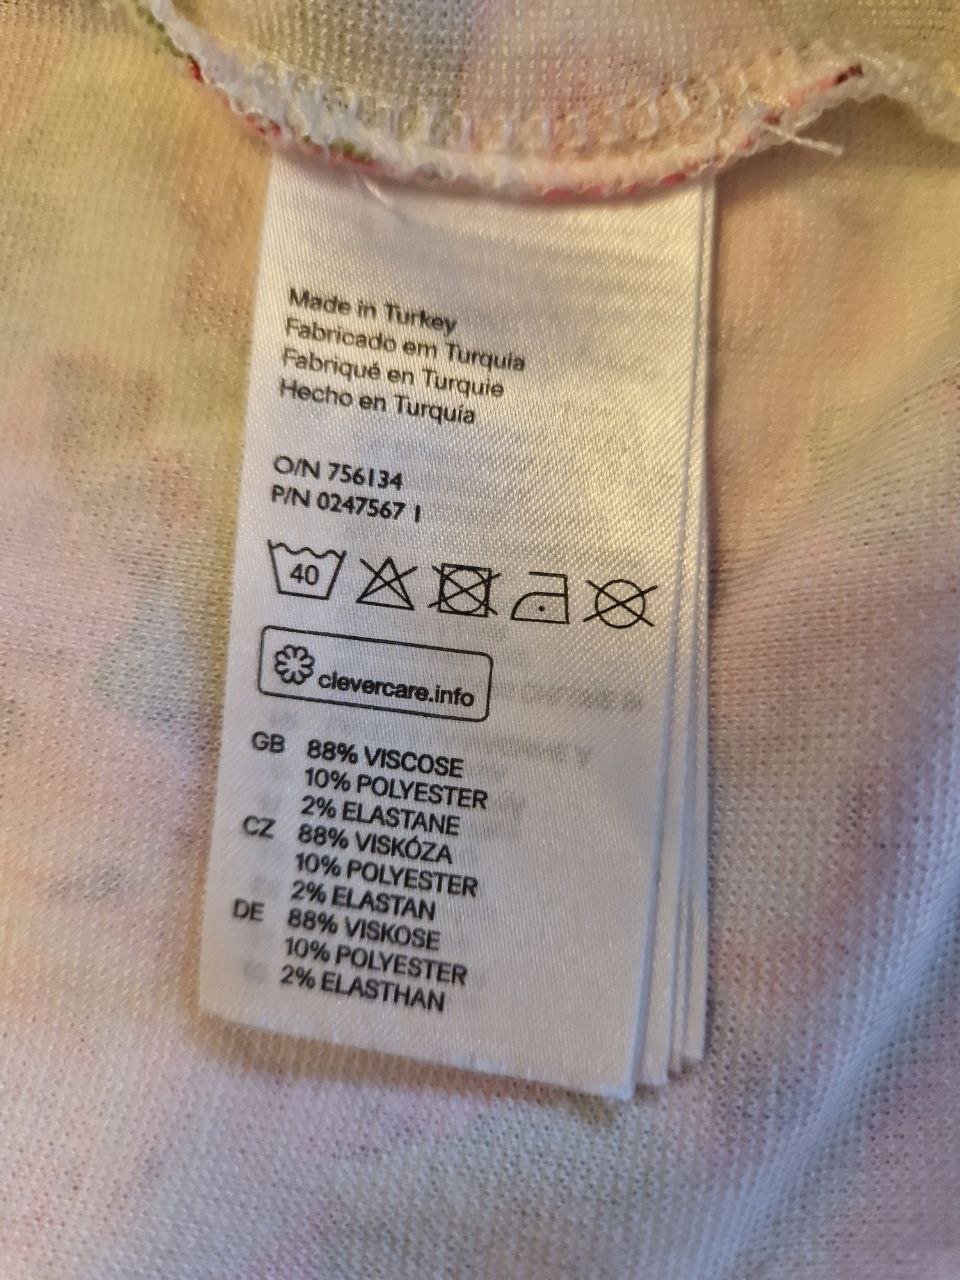 Made in Turkey
Fabricado em Turquia
Fabriqué en Turquie
Hecho en Turquía
O/N 756134
P/N 0247567 1
40
clevercare.info
GB 88% VISCOSE
10% POLYESTER
2% ELASTANE
CZ 88% VISKÓZA
10% POLYESTER
2% ELASTAN
DE 88% VISKOSE
10% POLYESTER
2% ELASTHAN